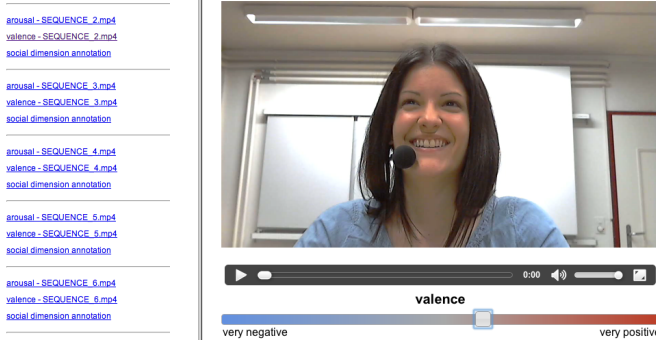 arousal - SEQUENCE_2.mp4
valence - SEQUENCE_2.mp4
social dimension annotation
arousal - SEQUENCE_3.mp4
valence - SEQUENCE_3.mp4
social dimension annotation
arousal - SEQUENCE_4.mp4
valence - SEQUENCE_4.mp4
social dimension annotation
arousal - SEQUENCE_5.mp4
valence - SEQUENCE_5.mp4
social dimension annotation
arousal - SEQUENCE_6.mp4
valence - SEQUENCE_6.mp4
social dimension annotation
0:00
valence
very negative
very positive